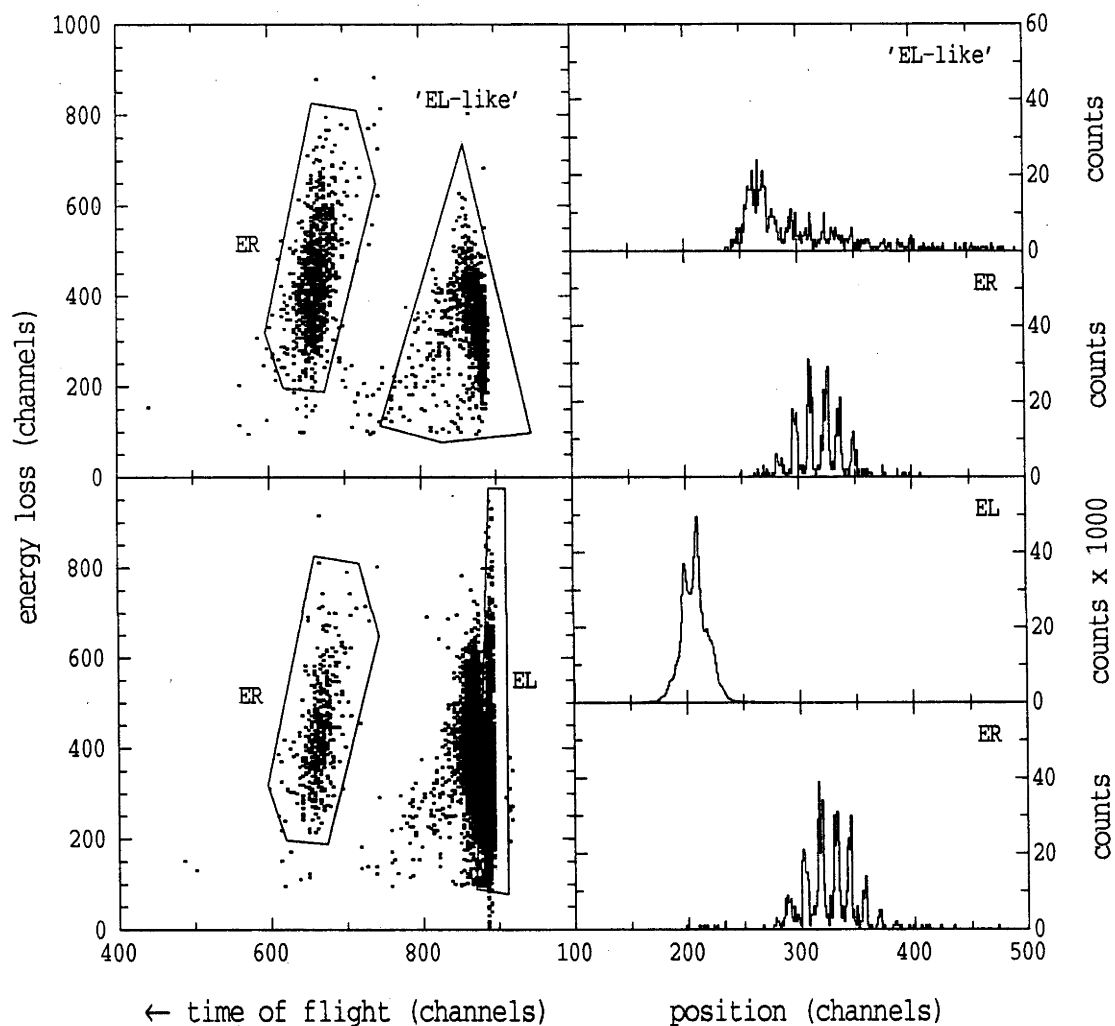 1000
800
600
400
200
0
energy loss (channels)
'EL-like'
ER
60
40
20
0
counts
'EL-like'
40
20
0
ER
800
600
400
200
0
ER
EL
40
20
0
counts x 1000
EL
40
20
0
counts
ER
400
600
800
100
200
300
400
500
← time of flight (channels)
position (channels)